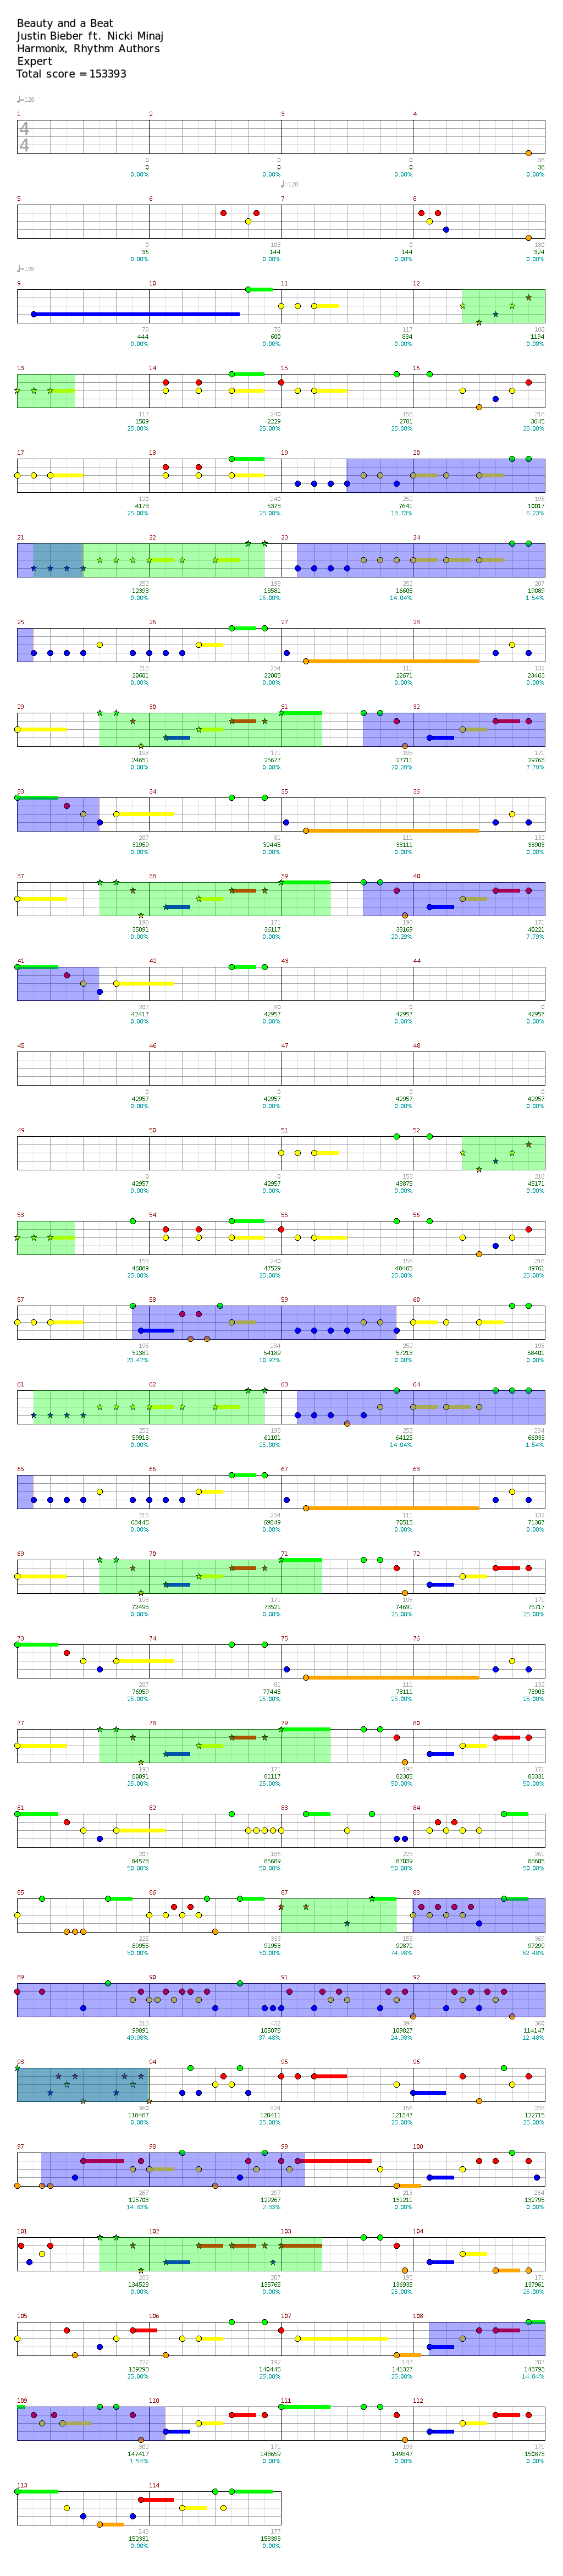 Beauty and a Beat
Justin Bieber ft. Nicki Minaj
Harmonix, Rhythm Authors
Expert
Total score = 153393
♩=128
1 2 3 4
4
4
0 0 0 36
0 0 0 36
0.00% 0.00% 0.00% 0.00%
♩=128
5 6 7 8
0 108 0 180
36 144 144 324
0.00% 0.00% 0.00% 0.00%
♩=128
9 10 11 12
78 78 117 180
444 600 834 1194
0.00% 0.00% 0.00% 0.00%
13 14 15 16
117 240 156 216
1509 2229 2781 3645
25.00% 25.00% 25.00% 25.00%
17 18 19 20
120 240 252 198
4173 5373 7641 10017
25.00% 25.00% 18.73% 6.23%
21 22 23 24
252 198 252 207
12393 13581 16605 19089
0.00% 25.00% 14.04% 1.54%
25 26 27 28
216 234 111 132
20601 22005 22671 23463
0.00% 0.00% 0.00% 0.00%
29 30 31 32
198 171 195 171
24651 25677 27711 29763
0.00% 0.00% 20.28% 7.78%
33 34 35 36
207 81 111 132
31959 32445 33111 33903
0.00% 0.00% 0.00% 0.00%
37 38 39 40
198 171 198 171
35091 36117 38169 40221
0.00% 0.00% 20.29% 7.79%
41 42 43 44
207 90 0 0
42417 42957 42957 42957
0.00% 0.00% 0.00% 0.00%
45 46 47 48
0 0 0 0
42957 42957 42957 42957
0.00% 0.00% 0.00% 0.00%
49 50 51 52
0 0 153 216
42957 42957 43875 45171
0.00% 0.00% 0.00% 0.00%
53 54 55 56
153 240 156 216
46089 47529 48465 49761
25.00% 25.00% 25.00% 25.00%
57 58 59 60
195 234 252 198
51381 54189 57213 58401
23.42% 10.92% 0.00% 0.00%
61 62 63 64
252 198 252 234
59913 61101 64125 66933
0.00% 25.00% 14.04% 1.54%
65 66 67 68
216 234 111 132
68445 69849 70515 71307
0.00% 0.00% 0.00% 0.00%
69 70 71 72
198 171 195 171
72495 73521 74691 75717
0.00% 0.00% 25.00% 25.00%
73 74 75 76
207 81 111 132
76959 77445 78111 78903
25.00% 25.00% 25.00% 25.00%
77 78 79 80
198 171 198 171
80091 81117 82305 83331
25.00% 25.00% 50.00% 50.00%
81 82 83 84
207 186 225 261
84573 85689 87039 88605
50.00% 50.00% 50.00% 50.00%
85 86 87 88
225 333 153 369
89955 91953 92871 97299
50.00% 50.00% 74.98% 62.48%
89 90 91 92
216 432 396 360
99891 105075 109827 114147
49.98% 37.48% 24.98% 12.48%
93 94 95 96
360 324 156 228
118467 120411 121347 122715
0.00% 25.00% 25.00% 25.00%
97 98 99 100
267 297 213 264
125703 129267 131211 132795
14.83% 2.33% 0.00% 0.00%
101 102 103 104
288 207 195 171
134523 135765 136935 137961
0.00% 0.00% 25.00% 25.00%
105 106 107 108
222 192 147 207
139293 140445 141327 143793
25.00% 25.00% 25.00% 14.04%
109 110 111 112
302 171 198 171
147417 148659 149847 150873
1.54% 0.00% 0.00% 0.00%
113 114
243 177
152331 153393
0.00% 0.00%